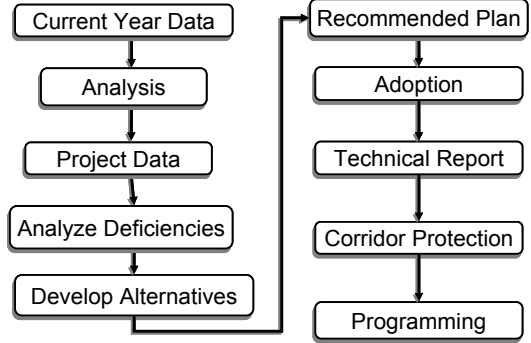 Current Year Data
Analysis
Project Data
Analyze Deficiencies
Develop Alternatives
Recommended Plan
Adoption
Technical Report
Corridor Protection
Programming